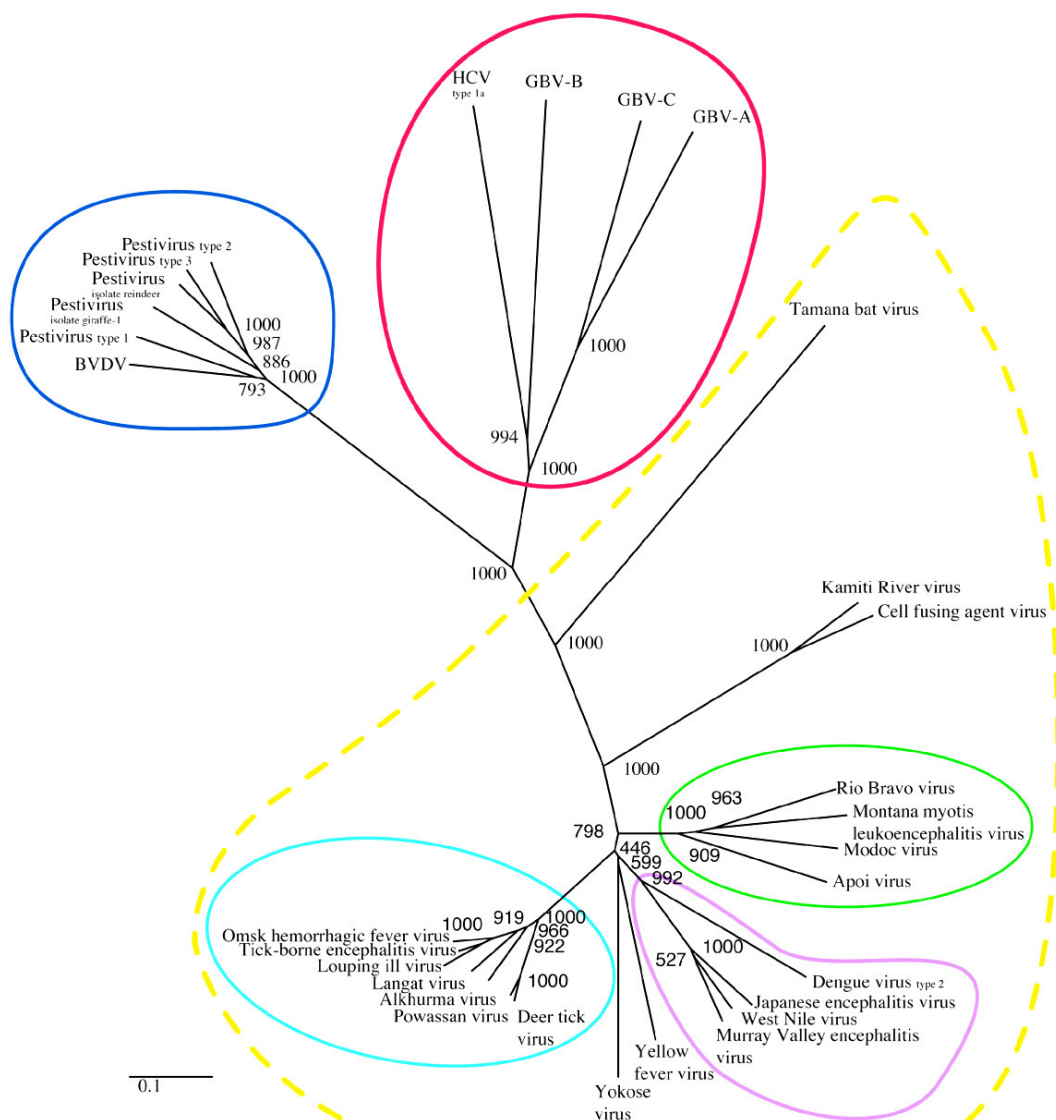 HCV
type 1a
GBV-B
GBV-C
GBV-A
Pestivirus type 2
Pestivirus type 3
Pestivirus
isolate reindeer
Pestivirus
isolate giraffe-1
Pestivirus type 1
BVDV
1000
987
886
1000
793
1000
994
1000
Tamana bat virus
1000
1000
Kamiti River virus
Cell fusing agent virus
1000
1000
Rio Bravo virus
963
1000
Montana myotis
leukoencephalitis virus
Modoc virus
909
Apoi virus
798
446
599
992
1000
919
1000
966
922
1000
Omsk hemorrhagic fever virus
Tick-borne encephalitis virus
Louping ill virus
Langat virus
Alkhurma virus
Powassan virus
Deer tick
virus
527
1000
Dengue virus type 2
Japanese encephalitis virus
West Nile virus
Murray Valley encephalitis
virus
Yellow
fever virus
Yokose
virus
0.1